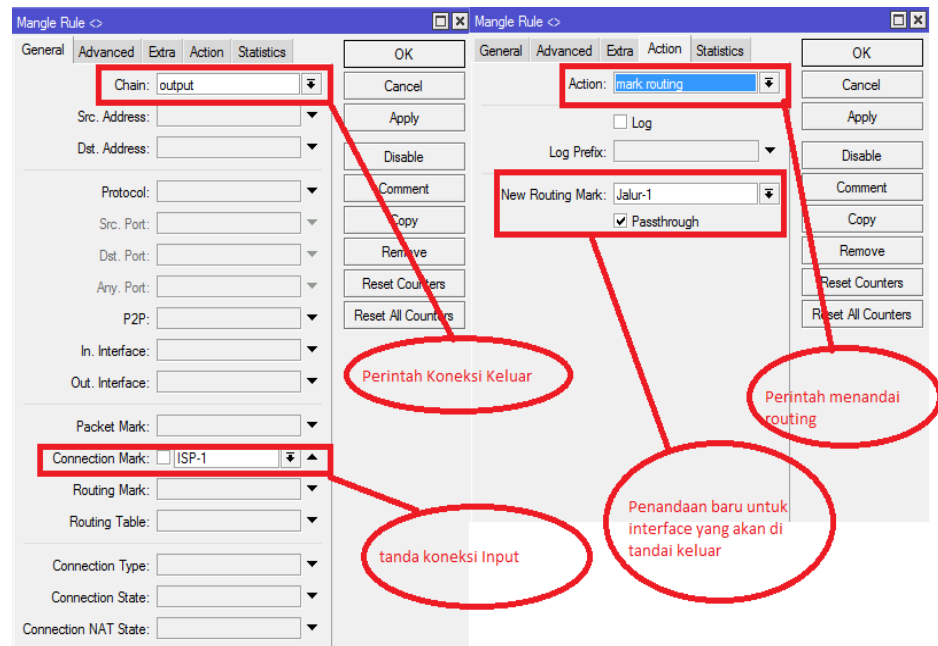 Mangle Rule <>
General Advanced Extra Action Statistics
Chain: output
Src. Address:
Dst. Address:
Protocol:
Src. Port:
Dst. Port:
Any. Port:
P2P:
In. Interface:
Out. Interface:
Packet Mark:
Connection Mark: ISP-1
Routing Mark:
Routing Table:
Connection Type:
Connection State:
Connection NAT State:
OK
Cancel
Apply
Disable
Comment
Copy
Remove
Reset Counters
Reset All Counters
Perintah Koneksi Keluar
tanda koneksi Input
Mangle Rule <>
General Advanced Extra Action Statistics
Action: mark routing
Log
Log Prefix:
New Routing Mark: Jalur-1
Passthrough
OK
Cancel
Apply
Disable
Comment
Copy
Remove
Reset Counters
Reset All Counters
Perintah menandai
routing
Penandaan baru untuk
interface yang akan di
tandai keluar